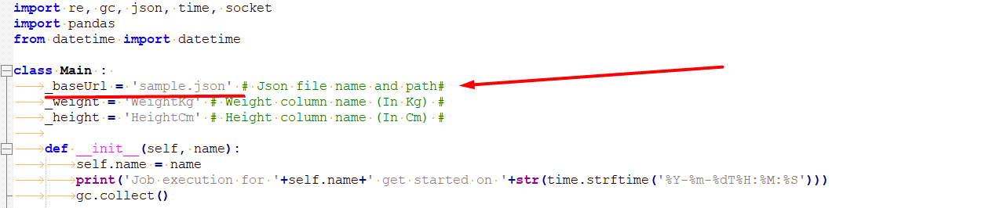 import re, gc, json, time, socket
import pandas
from datetime import datetime
class Main :
_baseUrl = 'sample.json' # Json file name and path#
_weight = 'WeightKg' # Weight column name (In Kg) #
_height = 'HeightCm' # Height column name (In Cm) #
def __init__(self, name):
self.name = name
print('Job execution for '+self.name+' get started on '+str(time.strftime('%Y-%m-%dT%H:%M:%S')))
gc.collect()